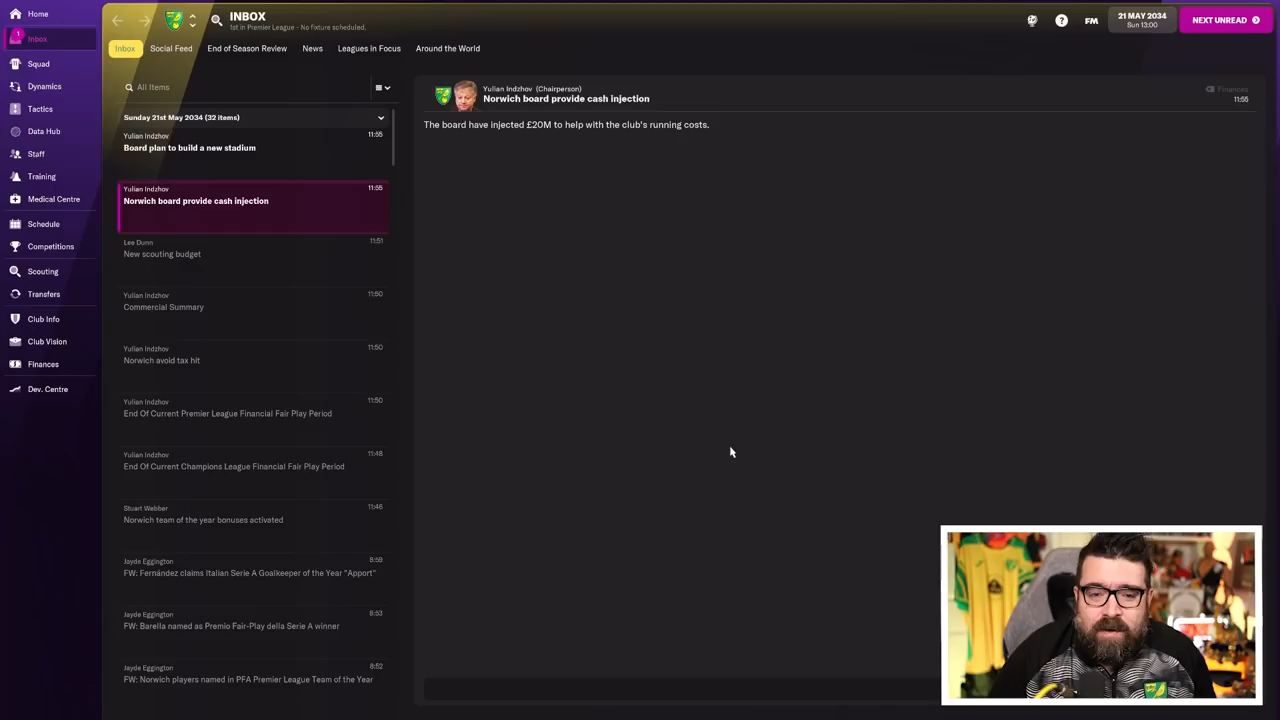 INBOX
1st in Premier League - No fixture scheduled.
FM
21 MAY 2034
Sun 13:00
NEXT UNREAD
Home
1
Inbox
Squad
Dynamics
Tactics
Data Hub
Staff
Training
Medical Centre
Schedule
Competitions
Scouting
Transfers
Club Info
Club Vision
Finances
Dev. Centre
Inbox
Social Feed
End of Season Review
News
Leagues in Focus
Around the World
All Items
Sunday 21st May 2034 (32 items)
Yulian Indzhov
11:55
Board plan to build a new stadium
Yulian Indzhov
11:55
Norwich board provide cash injection
Lee Dunn
11:51
New scouting budget
Yulian Indzhov
11:50
Commercial Summary
Yulian Indzhov
11:50
Norwich avoid tax hit
Yulian Indzhov
11:50
End Of Current Premier League Financial Fair Play Period
Yulian Indzhov
11:48
End Of Current Champions League Financial Fair Play Period
Stuart Webber
11:46
Norwich team of the year bonuses activated
Jayde Eggington
8:59
FW: Fernández claims Italian Serie A Goalkeeper of the Year "Apport"
Jayde Eggington
8:53
FW: Barella named as Premio Fair-Play della Serie A winner
Jayde Eggington
8:52
FW: Norwich players named in PFA Premier League Team of the Year
Yulian Indzhov (Chairperson)
Norwich board provide cash injection
Finances
11:55
The board have injected £20M to help with the club's running costs.